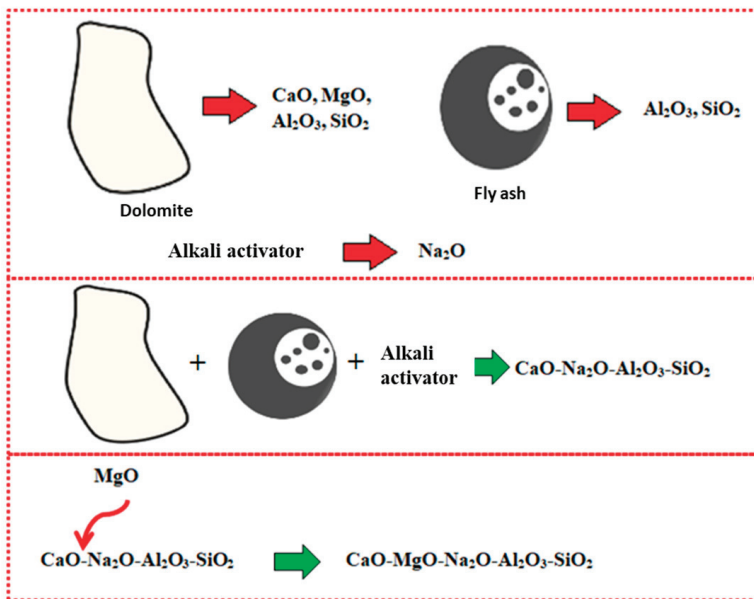 CaO, MgO,
Al₂O₃, SiO₂
Al₂O₃, SiO₂
Dolomite
Fly ash
Alkali activator
Na₂O
+
+
Alkali
activator
CaO-Na₂O-Al₂O₃-SiO₂
MgO
CaO-Na₂O-Al₂O₃-SiO₂
CaO-MgO-Na₂O-Al₂O₃-SiO₂